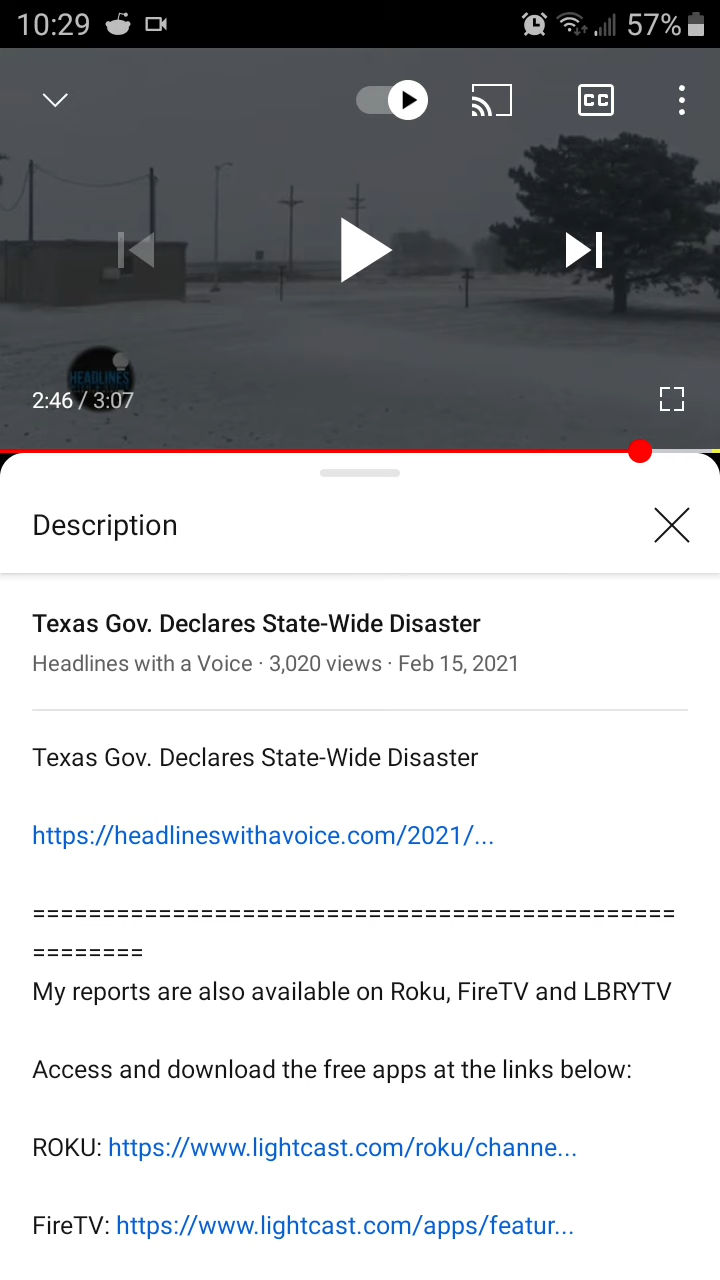 10:29 57%
CC
HEADLINES
2:46 / 3:07
Description
Texas Gov. Declares State-Wide Disaster
Headlines with a Voice · 3,020 views · Feb 15, 2021
Texas Gov. Declares State-Wide Disaster
https://headlineswithavoice.com/2021/...
==============================================
========
My reports are also available on Roku, FireTV and LBRYTV
Access and download the free apps at the links below:
ROKU: https://www.lightcast.com/roku/channe...
FireTV: https://www.lightcast.com/apps/featur...